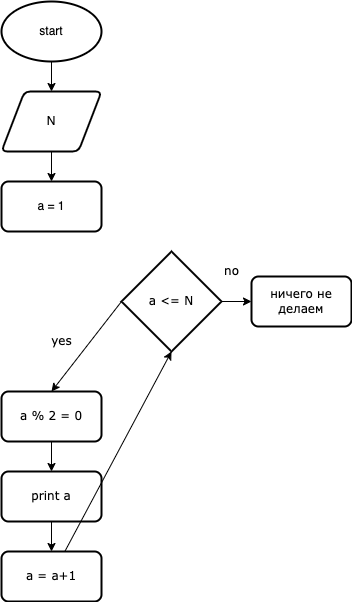 start
N
a = 1
a <= N
no
ничего не
делаем
yes
a % 2 = 0
print a
a = a+1